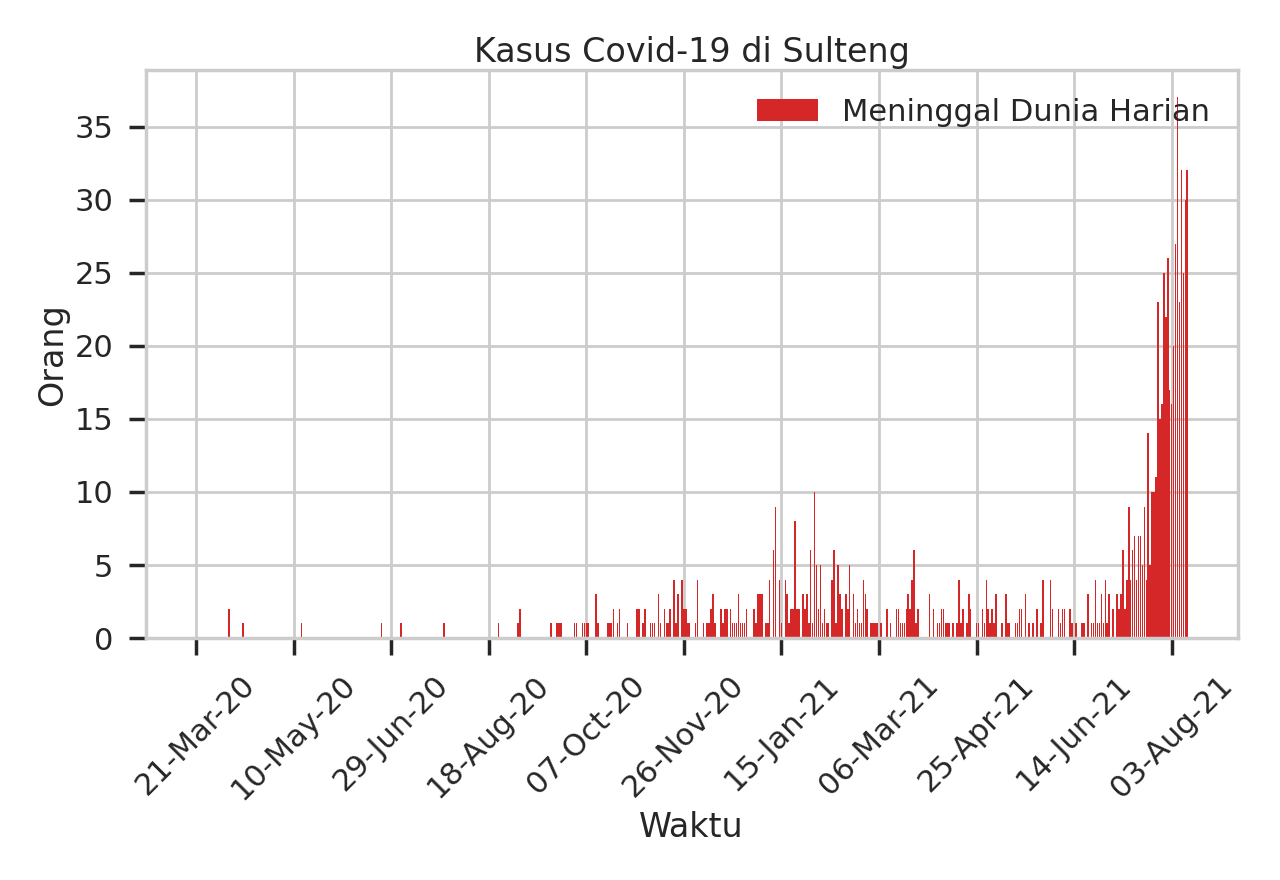 Kasus Covid-19 di Sulteng
Meninggal Dunia Harian
Orang
35
30
25
20
15
10
5
0
21-Mar-20
10-May-20
29-Jun-20
18-Aug-20
07-Oct-20
26-Nov-20
15-Jan-21
06-Mar-21
25-Apr-21
14-Jun-21
03-Aug-21
Waktu